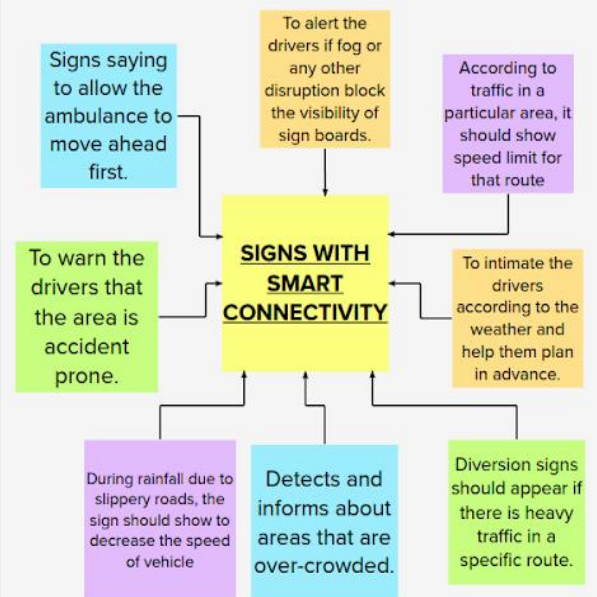 Signs saying
to allow the
ambulance to
move ahead
first.
To alert the
drivers if fog or
any other
disruption block
the visibility of
sign boards.
According to
traffic in a
particular area, it
should show
speed limit for
that route
To warn the
drivers that
the area is
accident
prone.
SIGNS WITH
SMART
CONNECTIVITY
To intimate the
drivers
according to the
weather and
help them plan
in advance.
During rainfall due to
slippery roads, the
sign should show to
decrease the speed
of vehicle
Detects and
informs about
areas that are
over-crowded.
Diversion signs
should appear if
there is heavy
traffic in a
specific route.